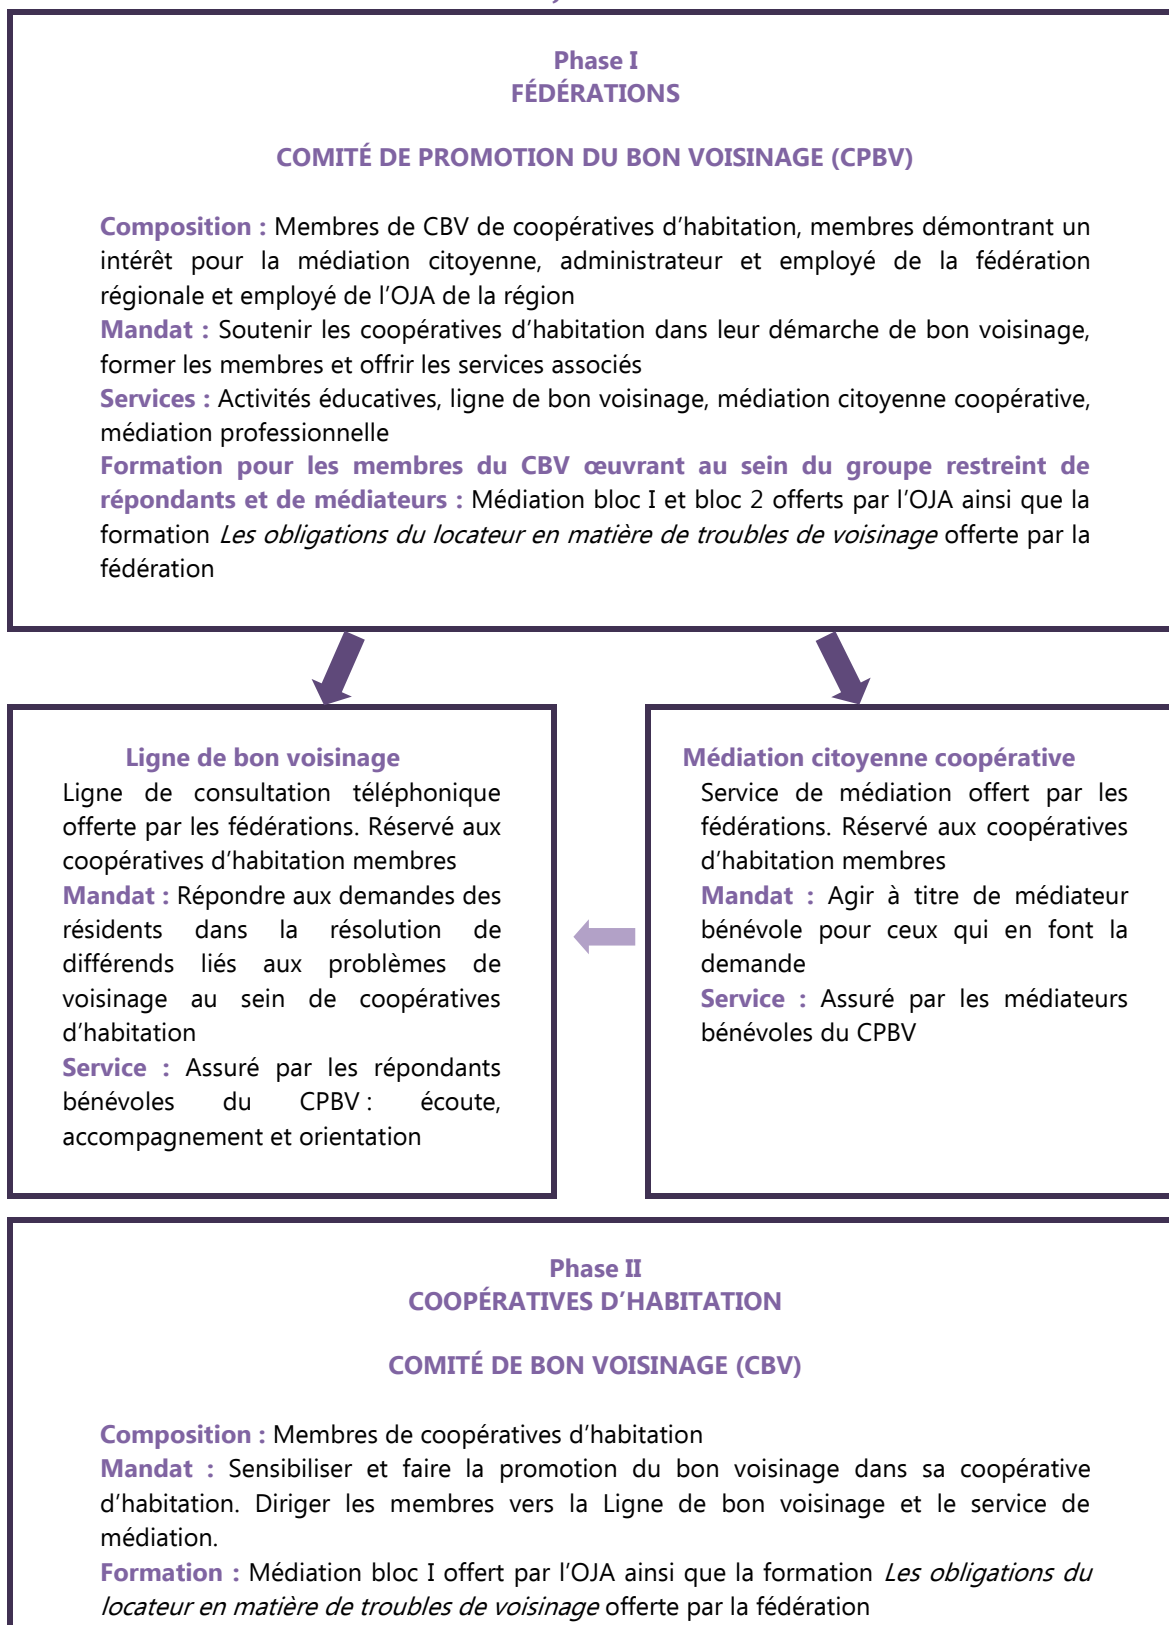 Phase I
FÉDÉRATIONS
COMITÉ DE PROMOTION DU BON VOISINAGE (CPBV)
Composition : Membres de CBV de coopératives d’habitation, membres démontrant un
intérêt pour la médiation citoyenne, administrateur et employé de la fédération
régionale et employé de l’OJA de la région
Mandat : Soutenir les coopératives d’habitation dans leur démarche de bon voisinage,
former les membres et offrir les services associés
Services : Activités éducatives, ligne de bon voisinage, médiation citoyenne coopérative,
médiation professionnelle
Formation pour les membres du CBV œuvrant au sein du groupe restreint de
répondants et de médiateurs : Médiation bloc I et bloc 2 offerts par l’OJA ainsi que la
formation Les obligations du locateur en matière de troubles de voisinage offerte par la
fédération
Ligne de bon voisinage
Ligne de consultation téléphonique
offerte par les fédérations. Réservé aux
coopératives d’habitation membres
Mandat : Répondre aux demandes des
résidents dans la résolution de
différends liés aux problèmes de
voisinage au sein de coopératives
d’habitation
Service : Assuré par les répondants
bénévoles du CPBV : écoute,
accompagnement et orientation
Médiation citoyenne coopérative
Service de médiation offert par les
fédérations. Réservé aux coopératives
d’habitation membres
Mandat : Agir à titre de médiateur
bénévole pour ceux qui en font la
demande
Service : Assuré par les médiateurs
bénévoles du CPBV
Phase II
COOPÉRATIVES D’HABITATION
COMITÉ DE BON VOISINAGE (CBV)
Composition : Membres de coopératives d’habitation
Mandat : Sensibiliser et faire la promotion du bon voisinage dans sa coopérative
d’habitation. Diriger les membres vers la Ligne de bon voisinage et le service de
médiation.
Formation : Médiation bloc I offert par l’OJA ainsi que la formation Les obligations du
locateur en matière de troubles de voisinage offerte par la fédération